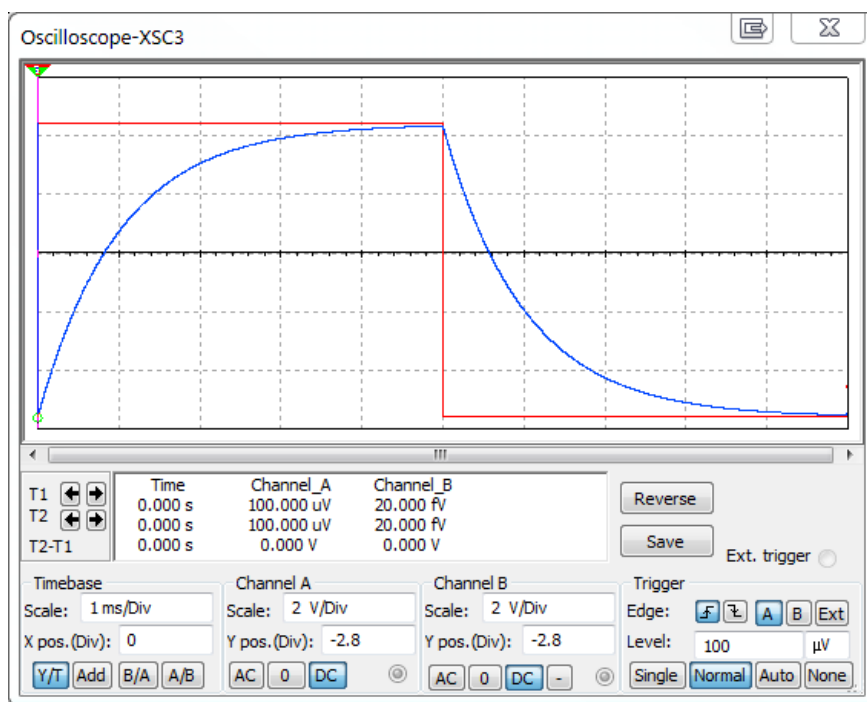 Oscilloscope-XSC3
T1
T2
T2-T1
Time Channel_A Channel_B
0.000 s 100.000 uV 20.000 fV
0.000 s 100.000 uV 20.000 fV
0.000 s 0.000 V 0.000 V
Reverse
Save
Ext. trigger
Timebase
Scale: 1 ms/Div
X pos.(Div): 0
Y/T Add B/A A/B
Channel A
Scale: 2 V/Div
Y pos.(Div): -2.8
AC 0 DC
Channel B
Scale: 2 V/Div
Y pos.(Div): -2.8
AC 0 DC -
Trigger
Edge: A B Ext
Level: 100 µV
Single Normal Auto None